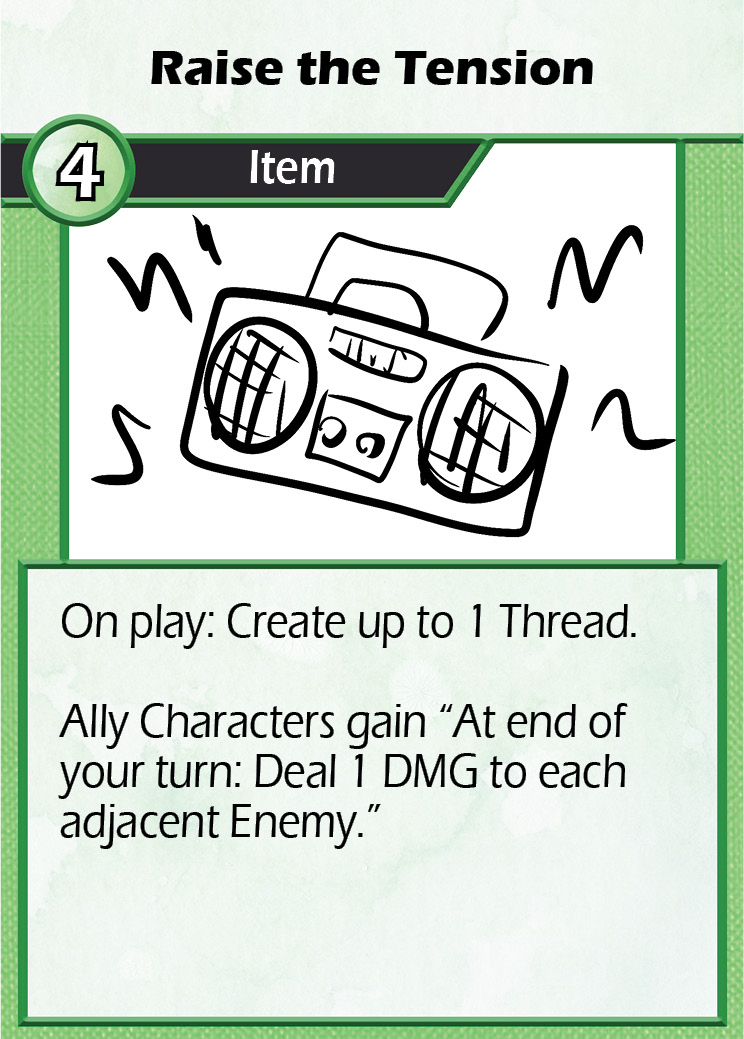 Raise the Tension
4
Item
On play: Create up to 1 Thread.
Ally Characters gain “At end of
your turn: Deal 1 DMG to each
adjacent Enemy.”